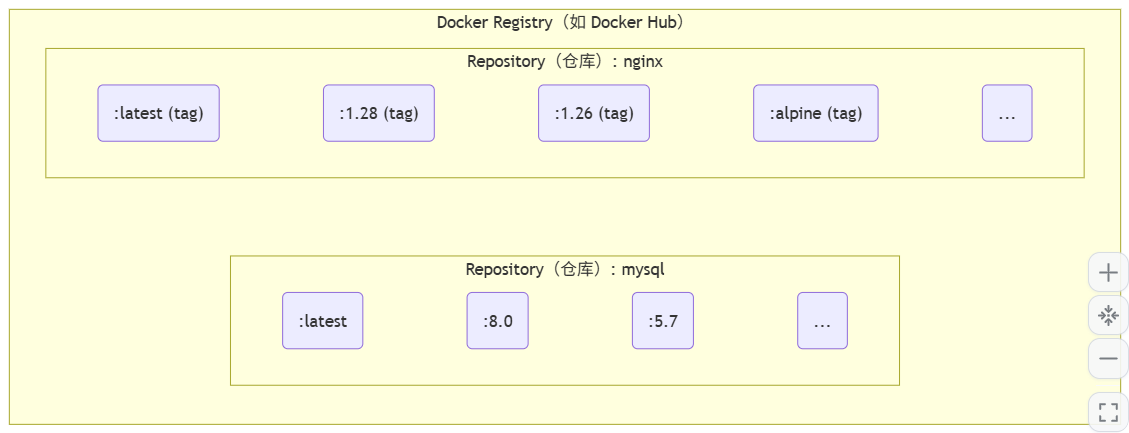 Docker Registry（如 Docker Hub）
Repository（仓库）: nginx
:latest (tag)
:1.28 (tag)
:1.26 (tag)
:alpine (tag)
...
Repository（仓库）: mysql
:latest
:8.0
:5.7
...